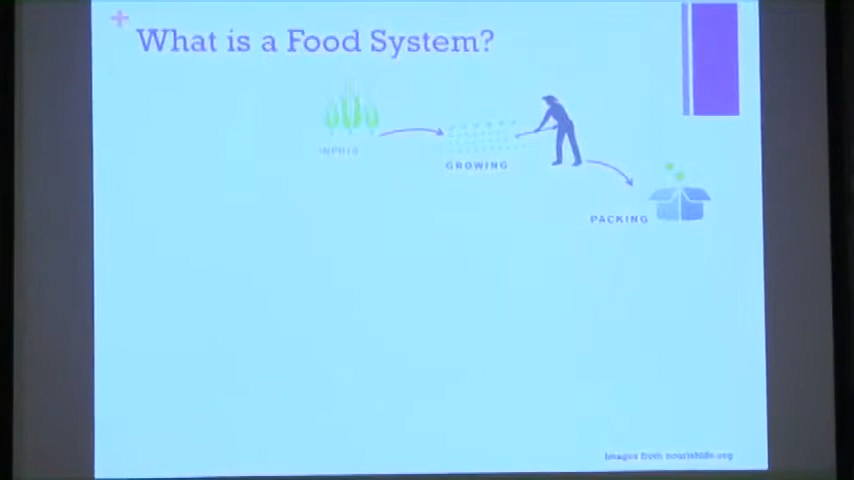 What is a Food System?
INPUTS
GROWING
PACKING
Images from nourishlife.org